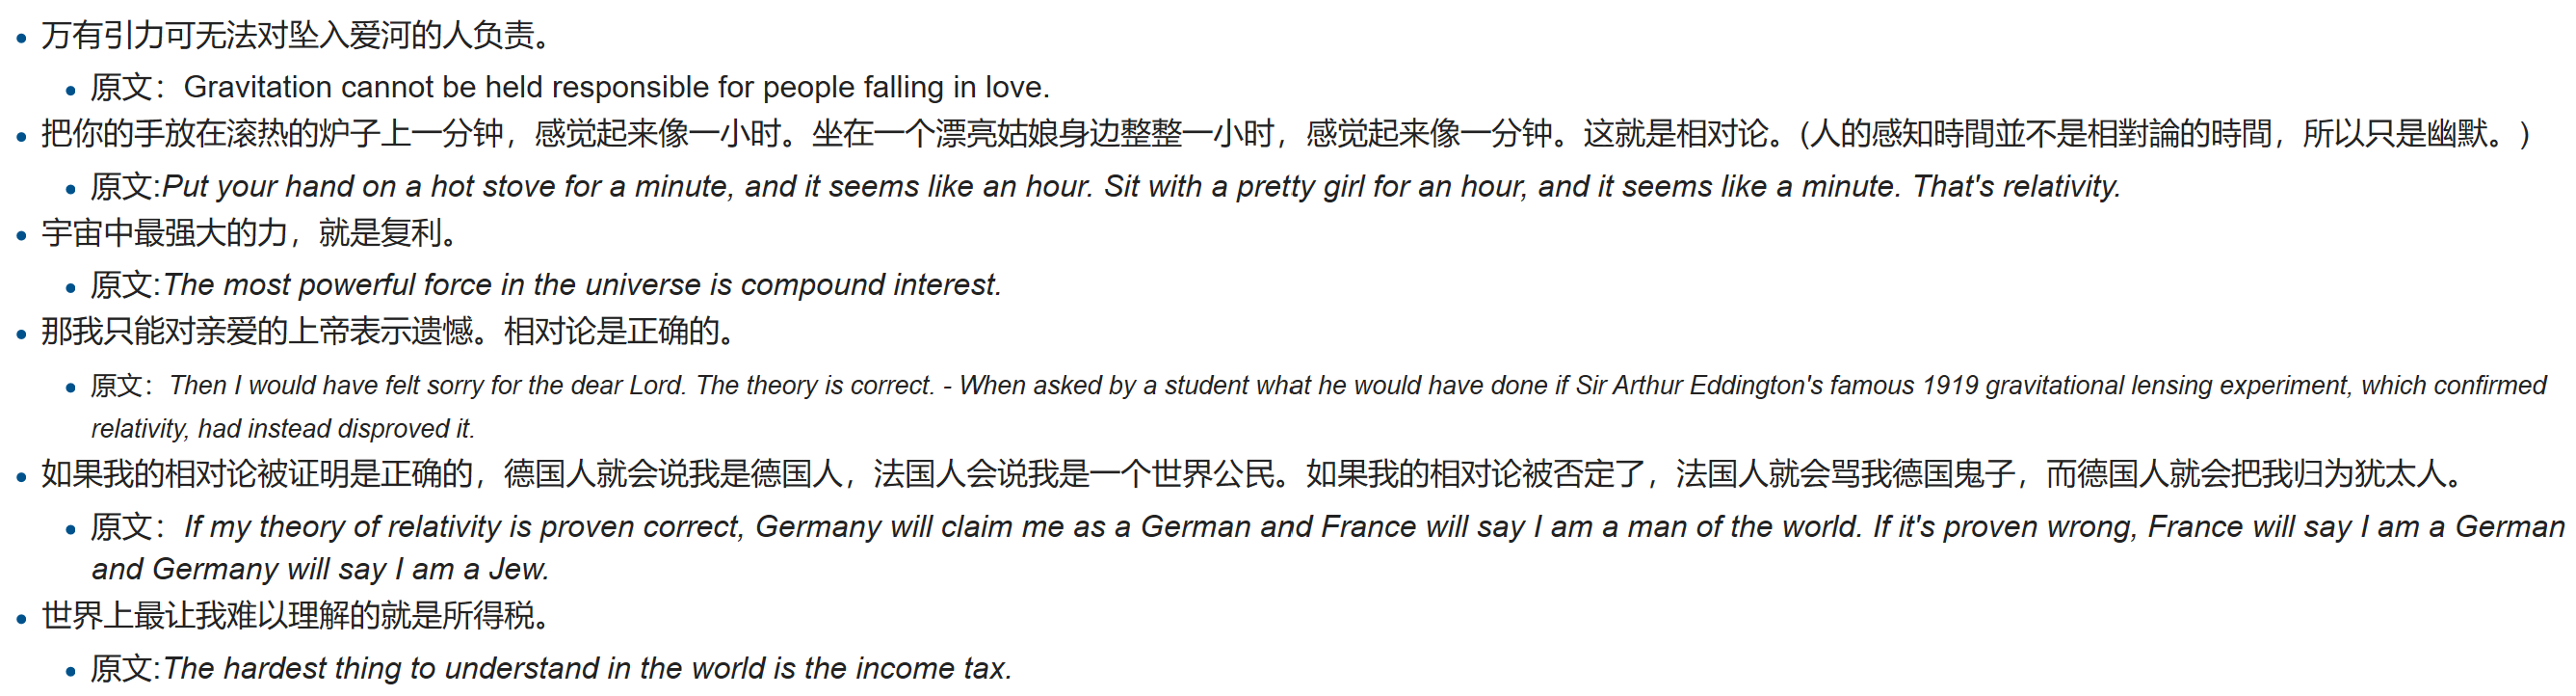 万有引力可无法对坠入爱河的人负责。
原文：Gravitation cannot be held responsible for people falling in love.
把你的手放在滚热的炉子上一分钟，感觉起来像一小时。坐在一个漂亮姑娘身边整整一小时，感觉起来像一分钟。这就是相对论。(人的感知時間並不是相對論的時間，所以只是幽默。)
原文:Put your hand on a hot stove for a minute, and it seems like an hour. Sit with a pretty girl for an hour, and it seems like a minute. That's relativity.
宇宙中最强大的力，就是复利。
原文:The most powerful force in the universe is compound interest.
那我只能对亲爱的上帝表示遗憾。相对论是正确的。
原文：Then I would have felt sorry for the dear Lord. The theory is correct. - When asked by a student what he would have done if Sir Arthur Eddington's famous 1919 gravitational lensing experiment, which confirmed
relativity, had instead disproved it.
如果我的相对论被证明是正确的，德国人就会说我是德国人，法国人会说我是一个世界公民。如果我的相对论被否定了，法国人就会骂我德国鬼子，而德国人就会把我归为犹太人。
原文：If my theory of relativity is proven correct, Germany will claim me as a German and France will say I am a man of the world. If it's proven wrong, France will say I am a German
and Germany will say I am a Jew.
世界上最让我难以理解的就是所得税。
原文:The hardest thing to understand in the world is the income tax.